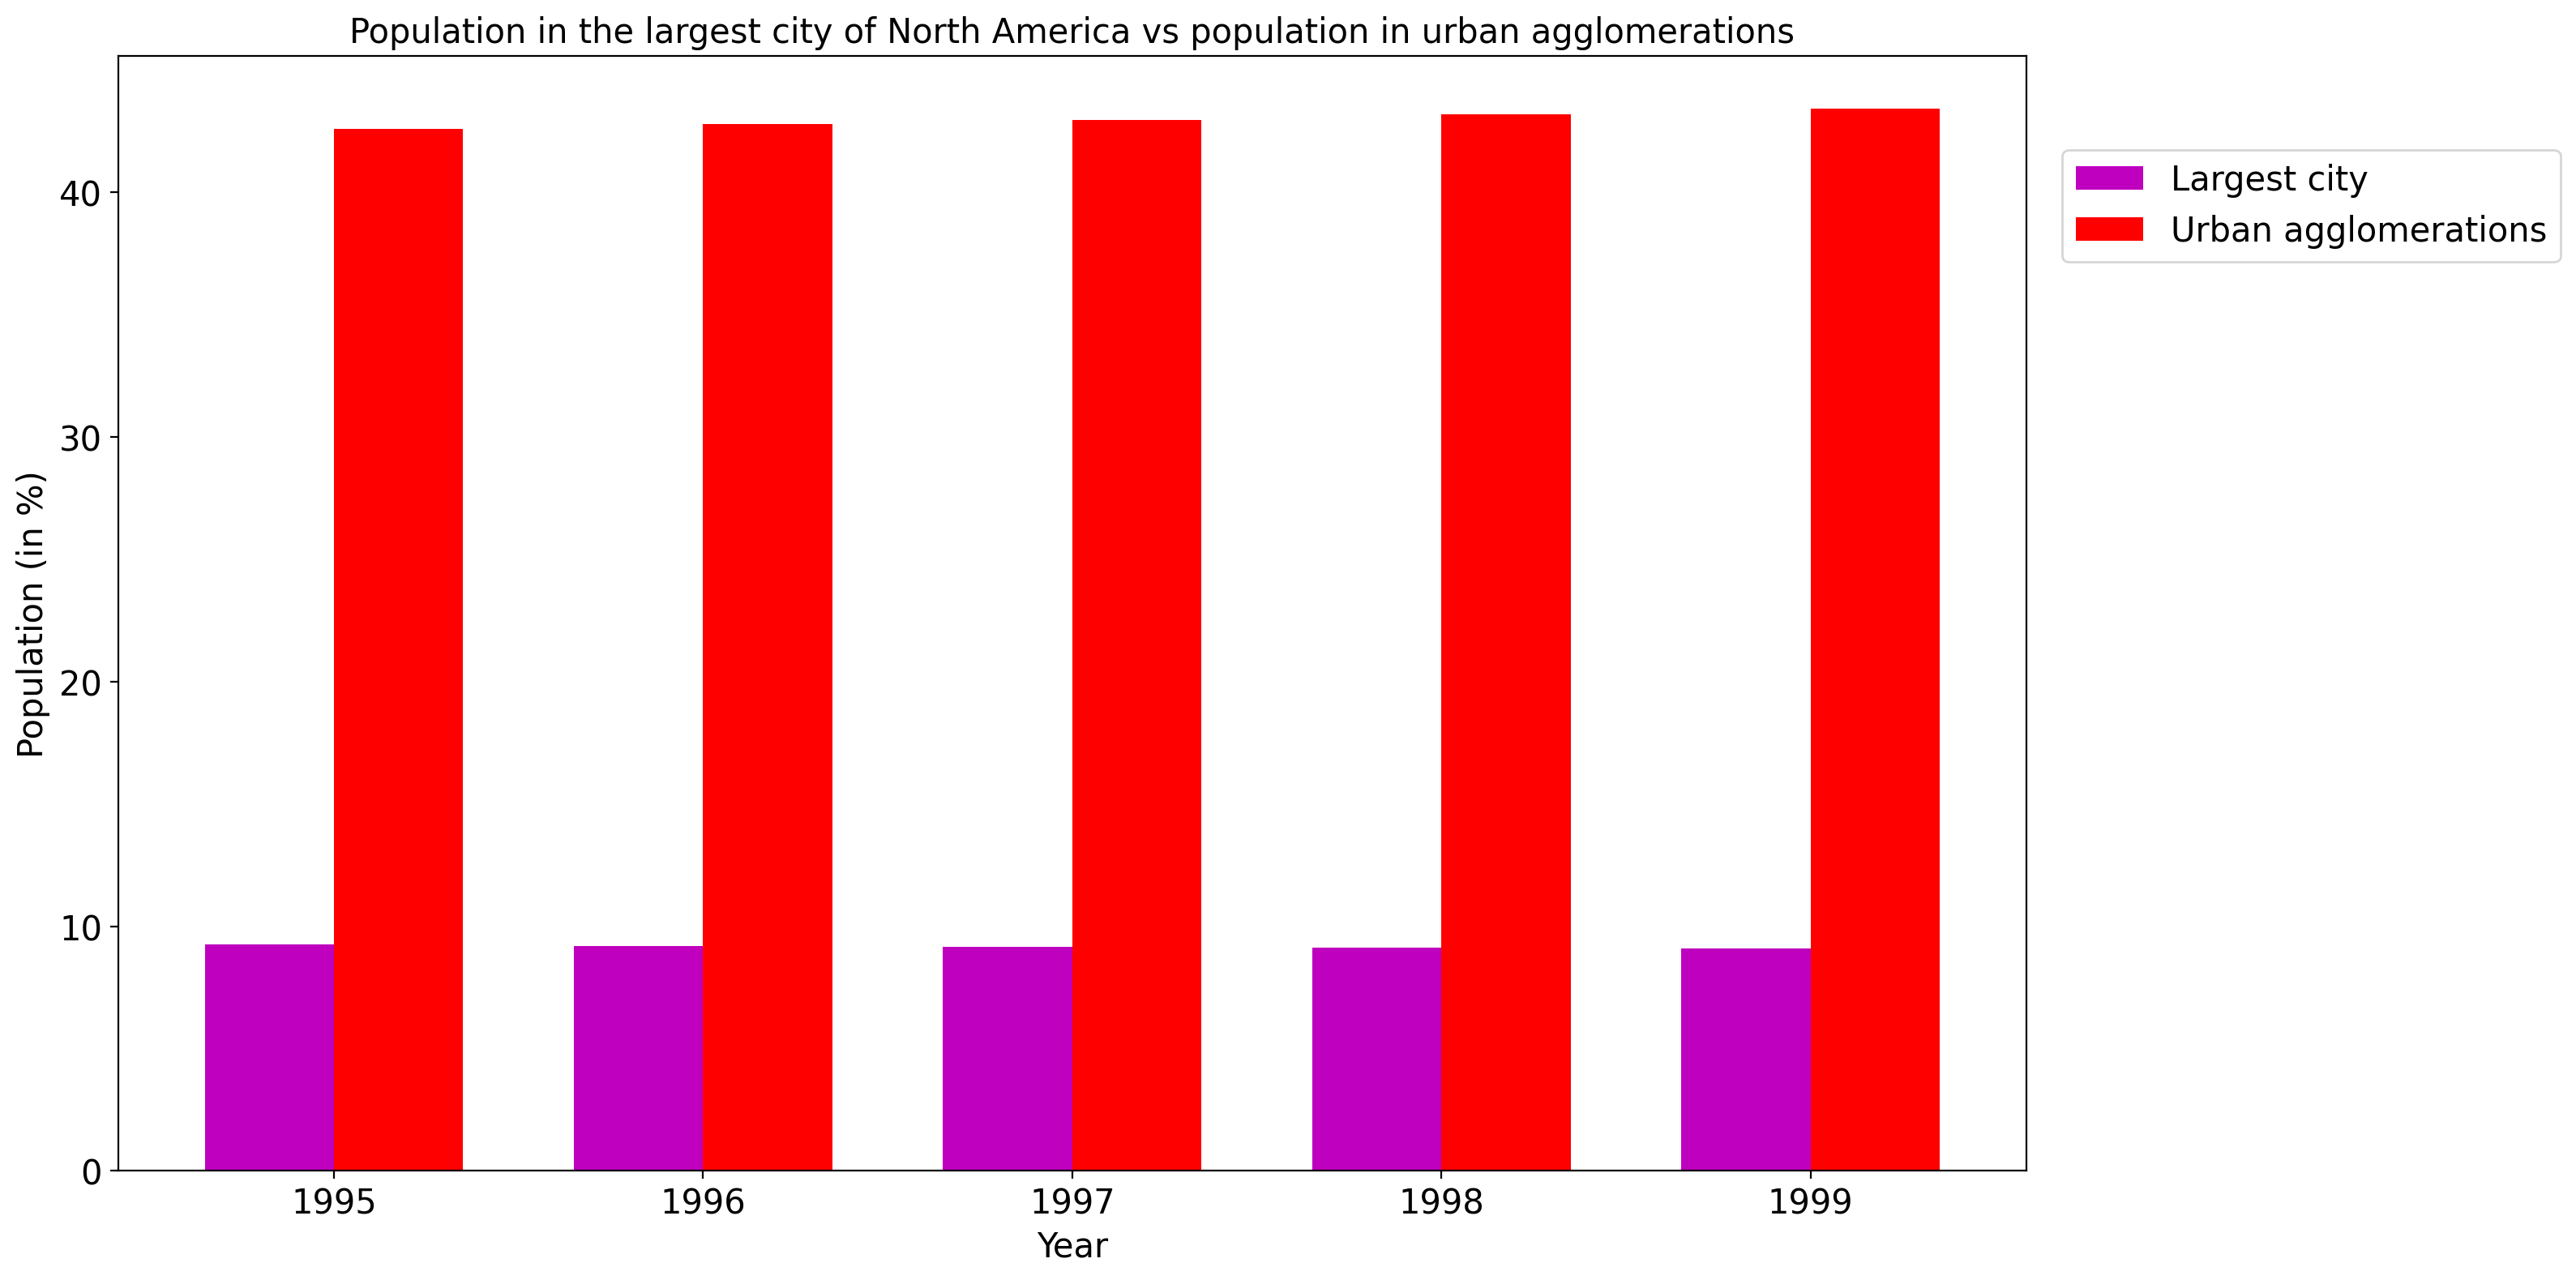 Population in the largest city of North America vs population in urban agglomerations
Population (in %)
40
30
20
10
0
1995 1996 1997 1998 1999
Year
Largest city
Urban agglomerations